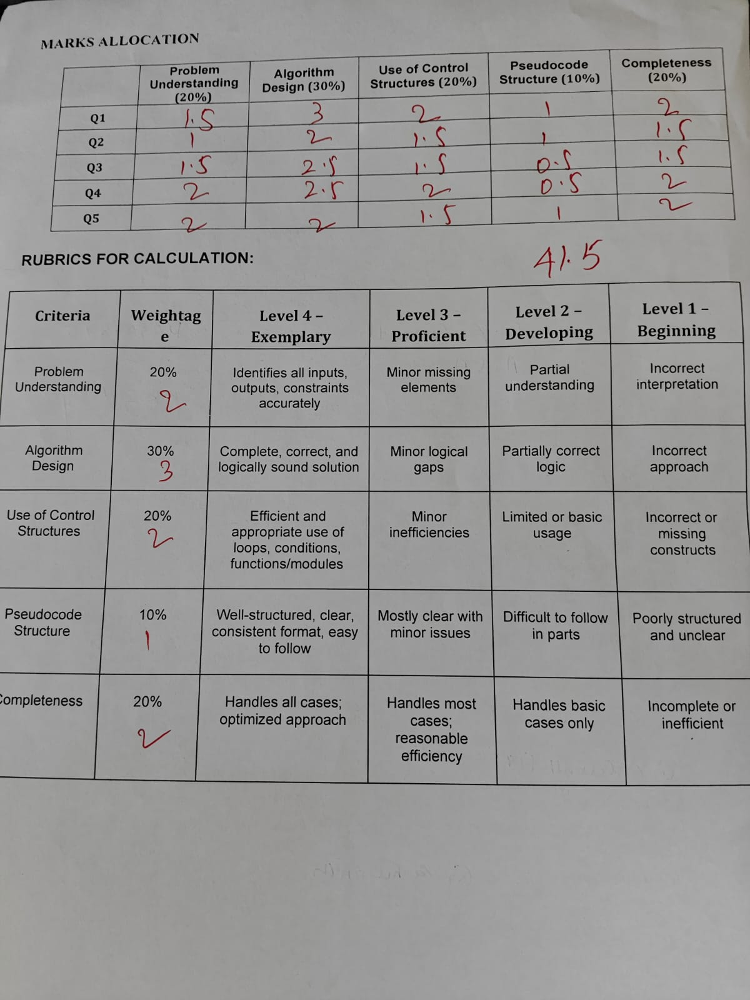 MARKS ALLOCATION
Problem Understanding (20%) Algorithm Design (30%) Use of Control Structures (20%) Pseudocode Structure (10%) Completeness (20%)
Q1 1.5 3 2 1 2
Q2 1 2 1.5 1 1.5
Q3 1.5 2.5 1.5 0.5 1.5
Q4 2 2.5 2 0.5 2
Q5 2 2 1.5 1 2
RUBRICS FOR CALCULATION: 41.5
Criteria Weightage Level 4 – Exemplary Level 3 – Proficient Level 2 – Developing Level 1 – Beginning
Problem Understanding 20% 2 Identifies all inputs, outputs, constraints accurately Minor missing elements Partial understanding Incorrect interpretation
Algorithm Design 30% 3 Complete, correct, and logically sound solution Minor logical gaps Partially correct logic Incorrect approach
Use of Control Structures 20% 2 Efficient and appropriate use of loops, conditions, functions/modules Minor inefficiencies Limited or basic usage Incorrect or missing constructs
Pseudocode Structure 10% 1 Well-structured, clear, consistent format, easy to follow Mostly clear with minor issues Difficult to follow in parts Poorly structured and unclear
Completeness 20% 2 Handles all cases; optimized approach Handles most cases; reasonable efficiency Handles basic cases only Incomplete or inefficient